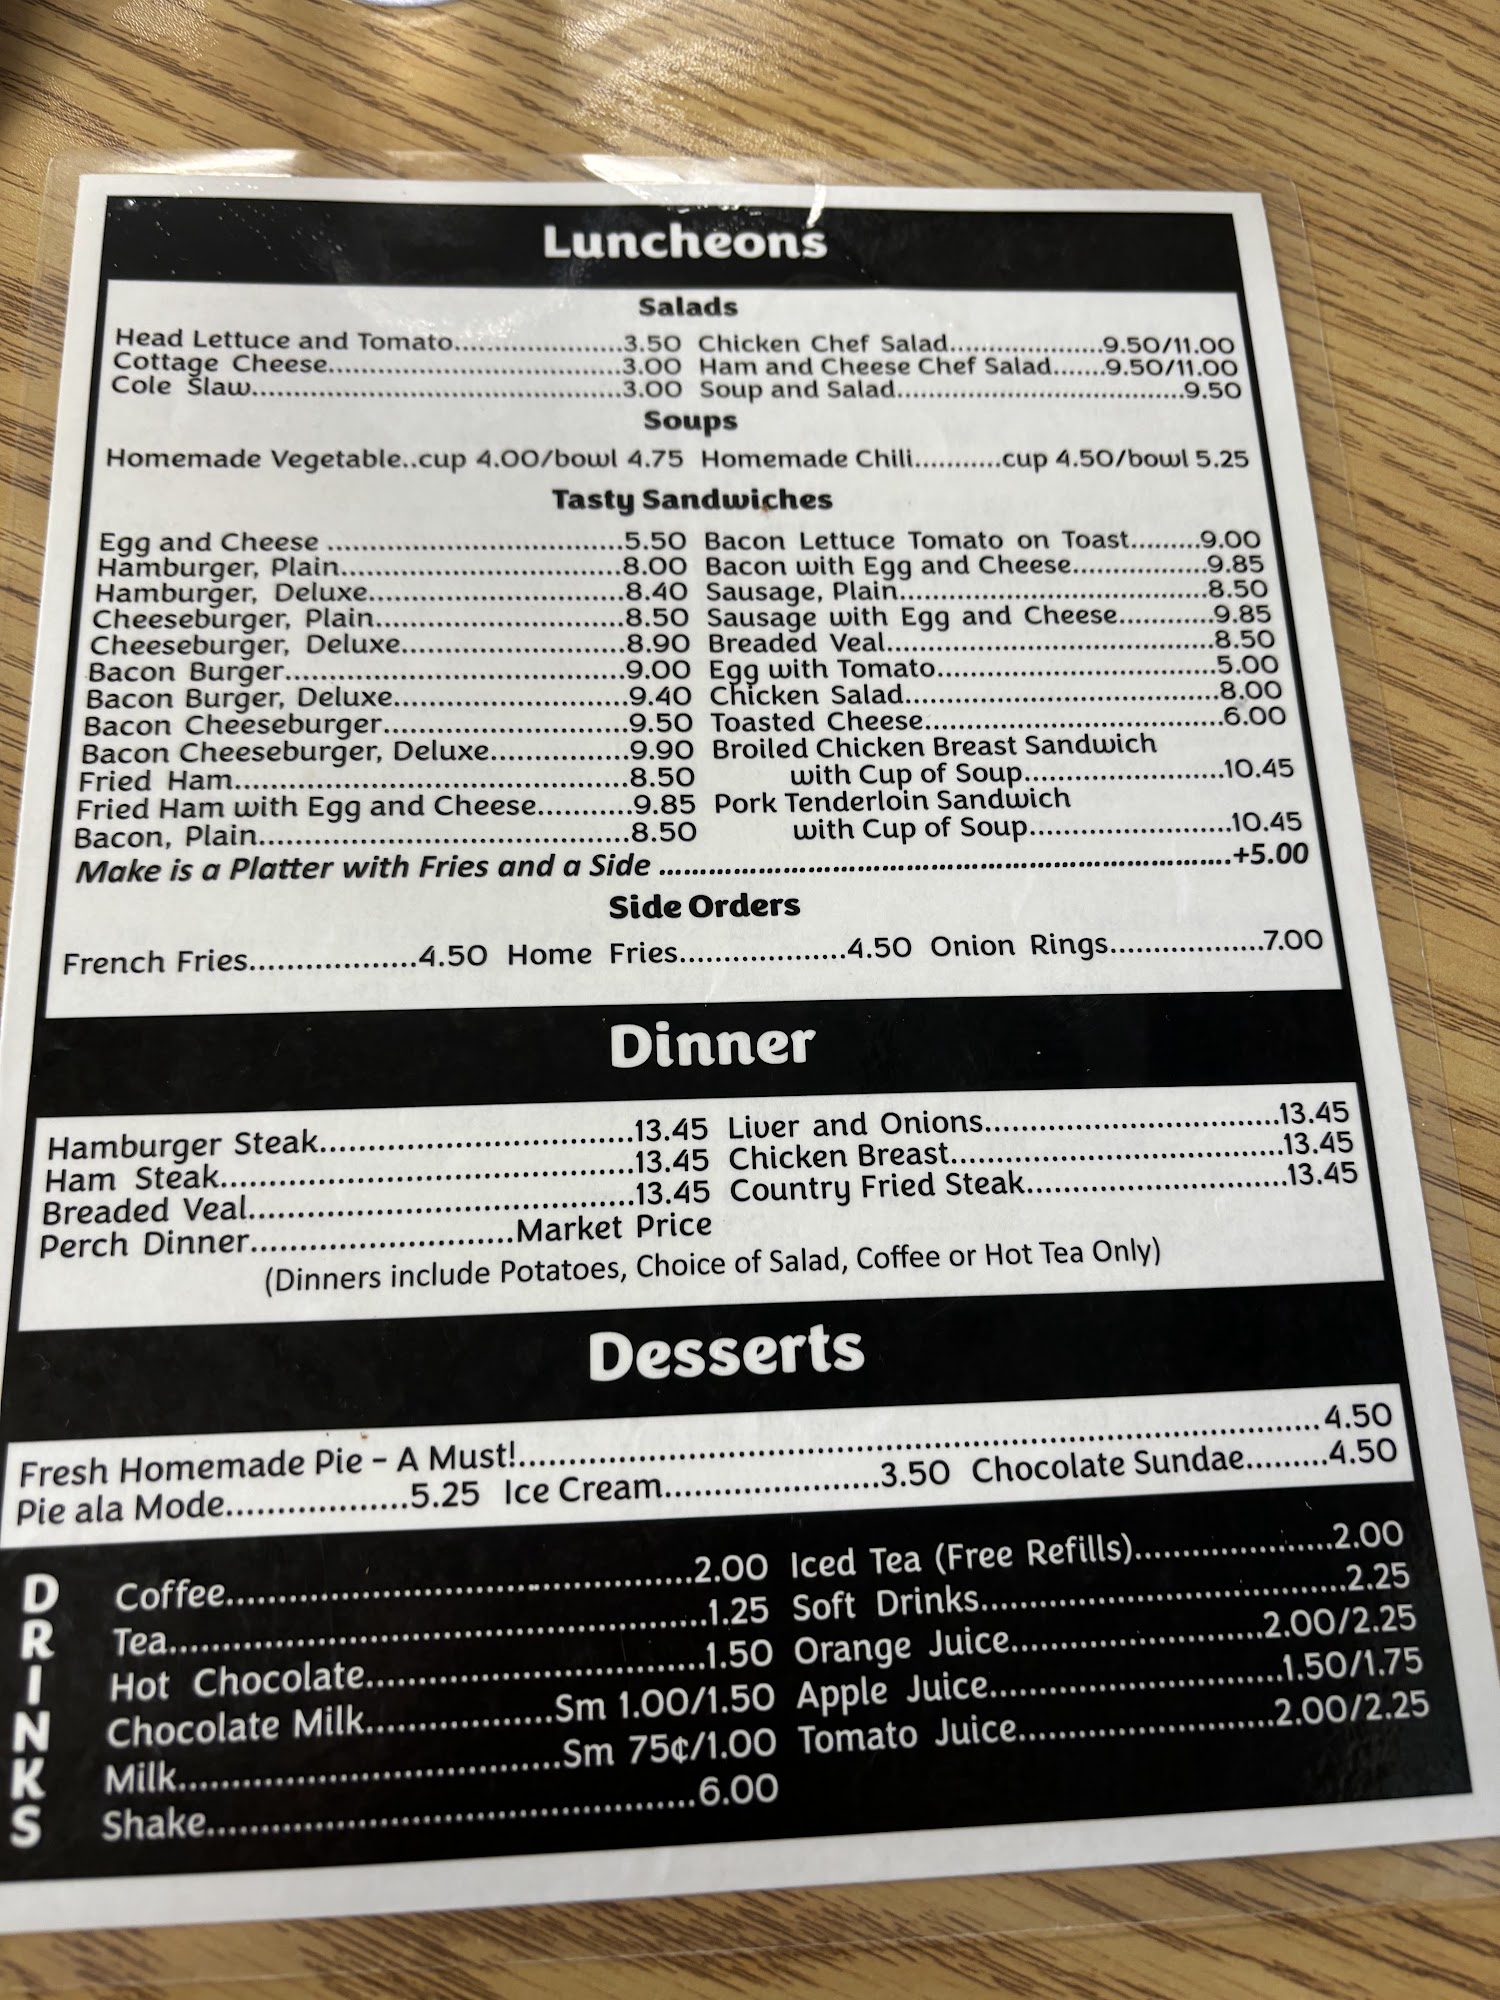 Luncheons
Salads
Head Lettuce and Tomato....................3.50 Chicken Chef Salad..................9.50/11.00
Cottage Cheese...................................3.00 Ham and Cheese Chef Salad.......9.50/11.00
Cole Slaw............................................3.00 Soup and Salad..................................9.50
Soups
Homemade Vegetable..cup 4.00/bowl 4.75 Homemade Chili...........cup 4.50/bowl 5.25
Tasty Sandwiches
Egg and Cheese ..................................5.50 Bacon Lettuce Tomato on Toast.........9.00
Hamburger, Plain................................8.00 Bacon with Egg and Cheese................9.85
Hamburger, Deluxe.............................8.40 Sausage, Plain....................................8.50
Cheeseburger, Plain............................8.50 Sausage with Egg and Cheese............9.85
Cheeseburger, Deluxe.........................8.90 Breaded Veal......................................8.50
Bacon Burger......................................9.00 Egg with Tomato................................5.00
Bacon Burger, Deluxe..........................9.40 Chicken Salad.....................................8.00
Bacon Cheeseburger...........................9.50 Toasted Cheese..................................6.00
Bacon Cheeseburger, Deluxe...............9.90 Broiled Chicken Breast Sandwich
Fried Ham...........................................8.50 with Cup of Soup.......................10.45
Fried Ham with Egg and Cheese..........9.85 Pork Tenderloin Sandwich
Bacon, Plain........................................8.50 with Cup of Soup.......................10.45
Make is a Platter with Fries and a Side ............................................................+5.00
Side Orders
French Fries..................4.50 Home Fries..................4.50 Onion Rings.................7.00
Dinner
Hamburger Steak.................................13.45 Liver and Onions...............................13.45
Ham Steak...........................................13.45 Chicken Breast...................................13.45
Breaded Veal........................................13.45 Country Fried Steak...........................13.45
Perch Dinner...........................Market Price
(Dinners include Potatoes, Choice of Salad, Coffee or Hot Tea Only)
Desserts
Fresh Homemade Pie – A Must!..................................................................................4.50
Pie ala Mode..................5.25 Ice Cream.....................3.50 Chocolate Sundae.........4.50
DRINKS
Coffee..............................................2.00 Iced Tea (Free Refills)....................2.00
Tea...................................................1.25 Soft Drinks.....................................2.25
Hot Chocolate.................................1.50 Orange Juice.........................2.00/2.25
Chocolate Milk..................Sm 1.00/1.50 Apple Juice............................1.50/1.75
Milk.....................................Sm 75¢/1.00 Tomato Juice.........................2.00/2.25
Shake..............................................6.00